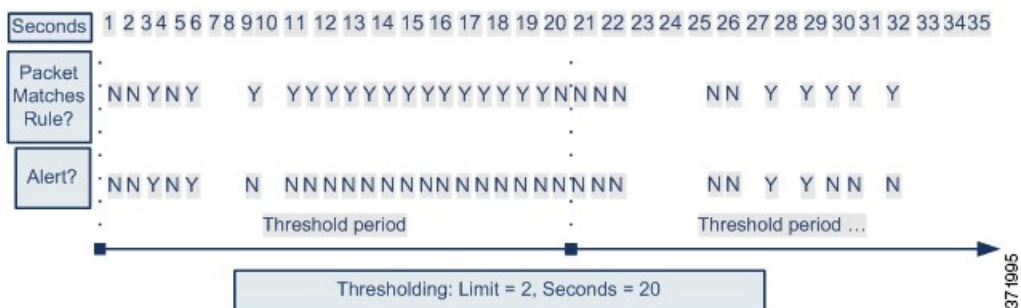 Seconds 1 2 3 4 5 6 7 8 9 10 11 12 13 14 15 16 17 18 19 20 21 22 23 24 25 26 27 28 29 30 31 32 33 34 35
Packet
Matches
Rule?
N N Y N Y Y Y Y Y Y Y Y Y Y Y Y Y Y Y Y Y N N N N N N Y Y Y Y Y
Alert?
N N Y N Y N N N N N N N N N N N N N N N N N N N N N N Y Y N N N
Threshold period Threshold period ...
Thresholding: Limit = 2, Seconds = 20
371995